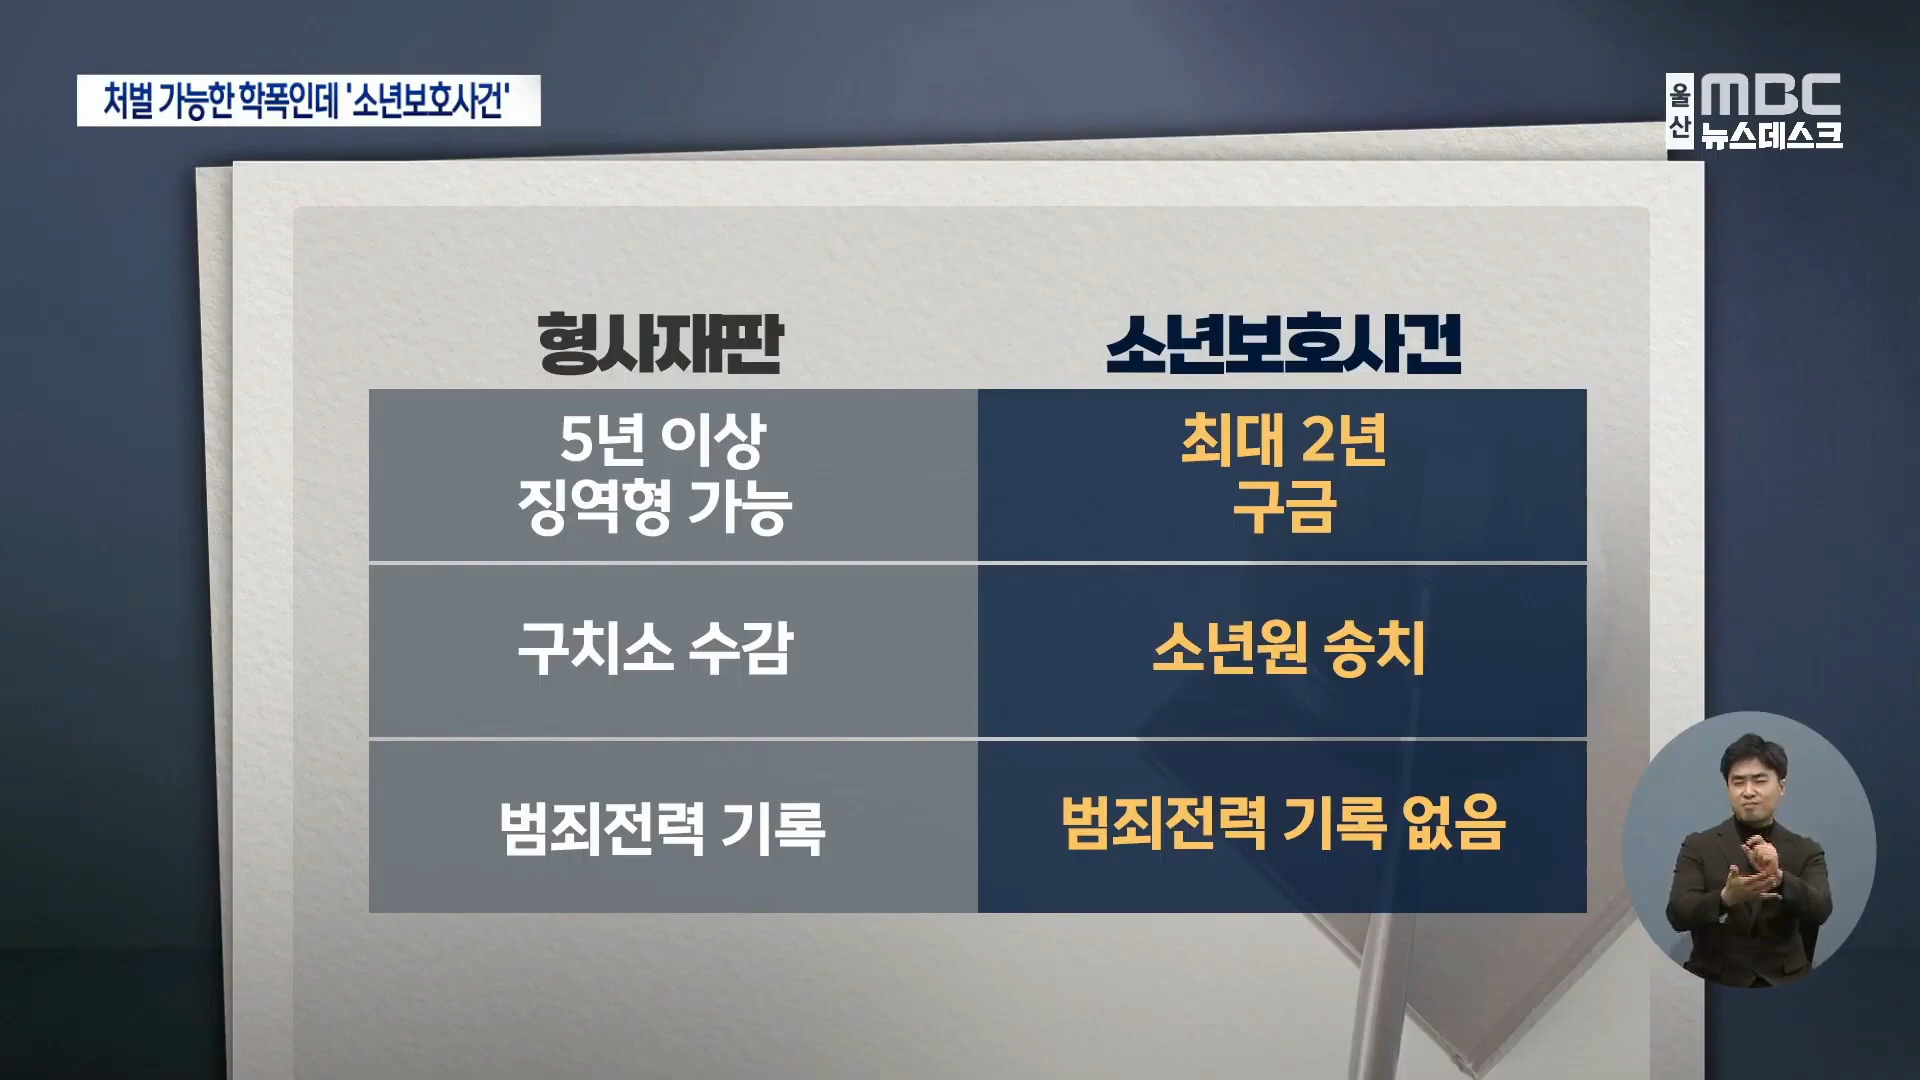 처벌 가능한 학폭인데 '소년보호사건'
울산
MBC
뉴스데스크
형사재판
소년보호사건
5년 이상
징역형 가능
최대 2년
구금
구치소 수감
소년원 송치
범죄전력 기록
범죄전력 기록 없음